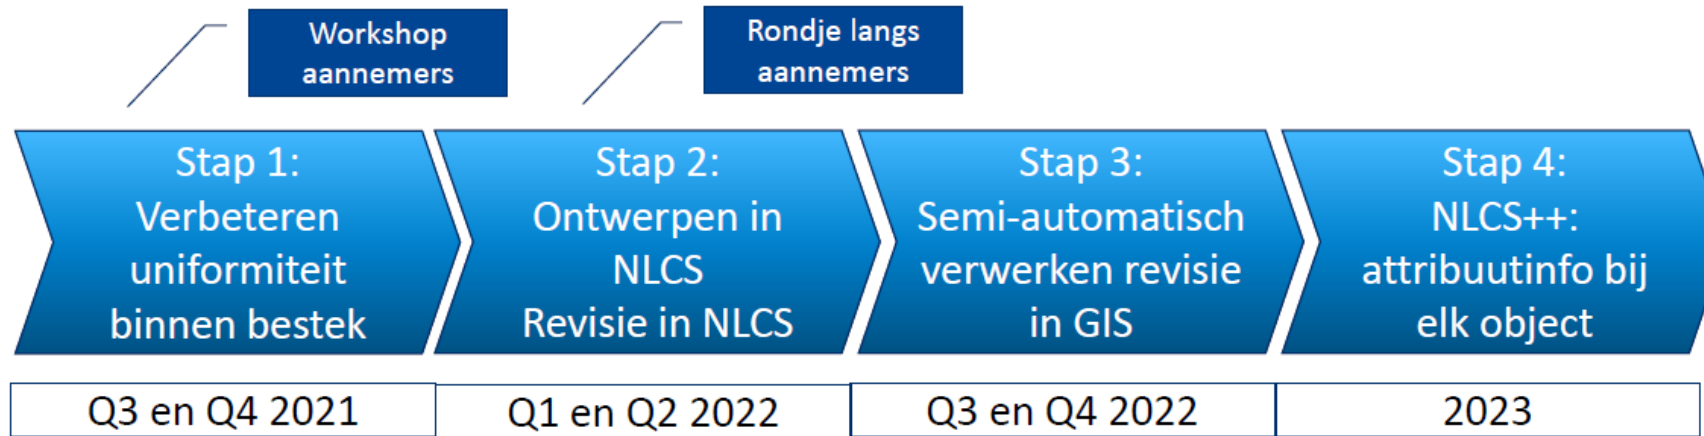 Workshop
aannemers
Rondje langs
aannemers
Stap 1:
Verbeteren
uniformiteit
binnen bestek
Stap 2:
Ontwerpen in
NLCS
Revisie in NLCS
Stap 3:
Semi-automatisch
verwerken revisie
in GIS
Stap 4:
NLCS++:
attribuutinfo bij
elk object
Q3 en Q4 2021
Q1 en Q2 2022
Q3 en Q4 2022
2023